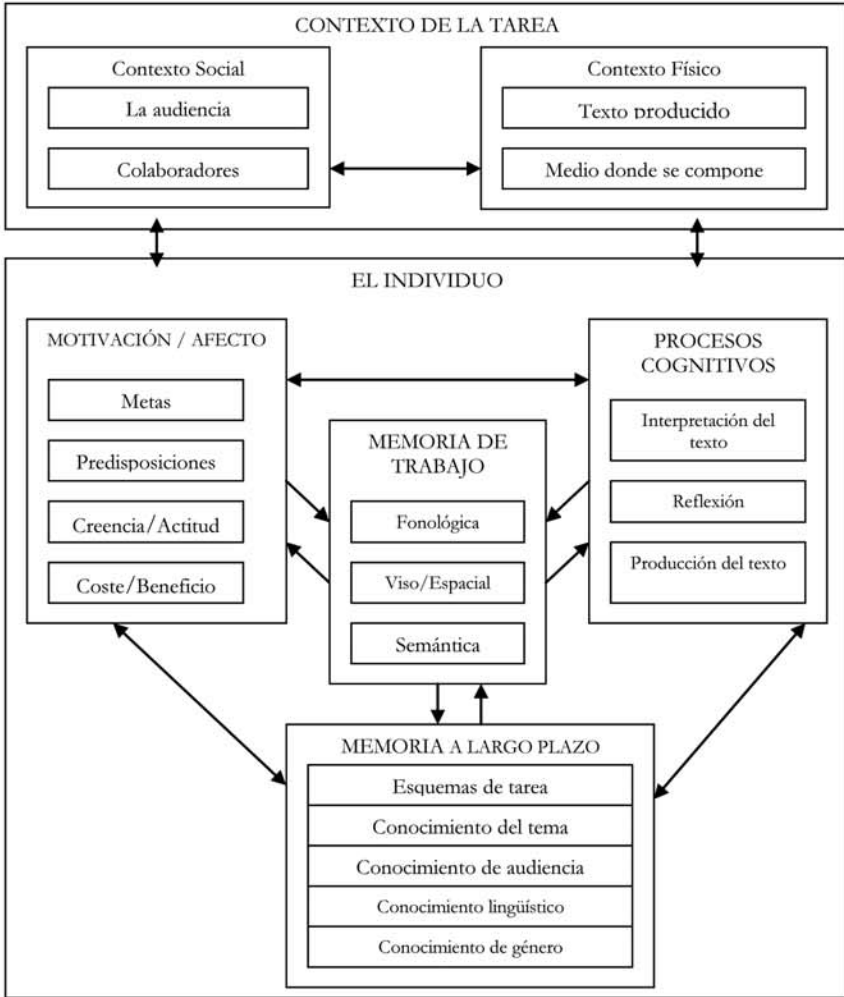 CONTEXTO DE LA TAREA
Contexto Social
La audiencia
Colaboradores
Contexto Físico
Texto producido
Medio donde se compone
EL INDIVIDUO
MOTIVACIÓN / AFECTO
Metas
Predisposiciones
Creencia/Actitud
Coste/Beneficio
MEMORIA DE
TRABAJO
Fonológica
Viso/Espacial
Semántica
PROCESOS
COGNITIVOS
Interpretación del
texto
Reflexión
Producción del texto
MEMORIA A LARGO PLAZO
Esquemas de tarea
Conocimiento del tema
Conocimiento de audiencia
Conocimiento lingüístico
Conocimiento de género